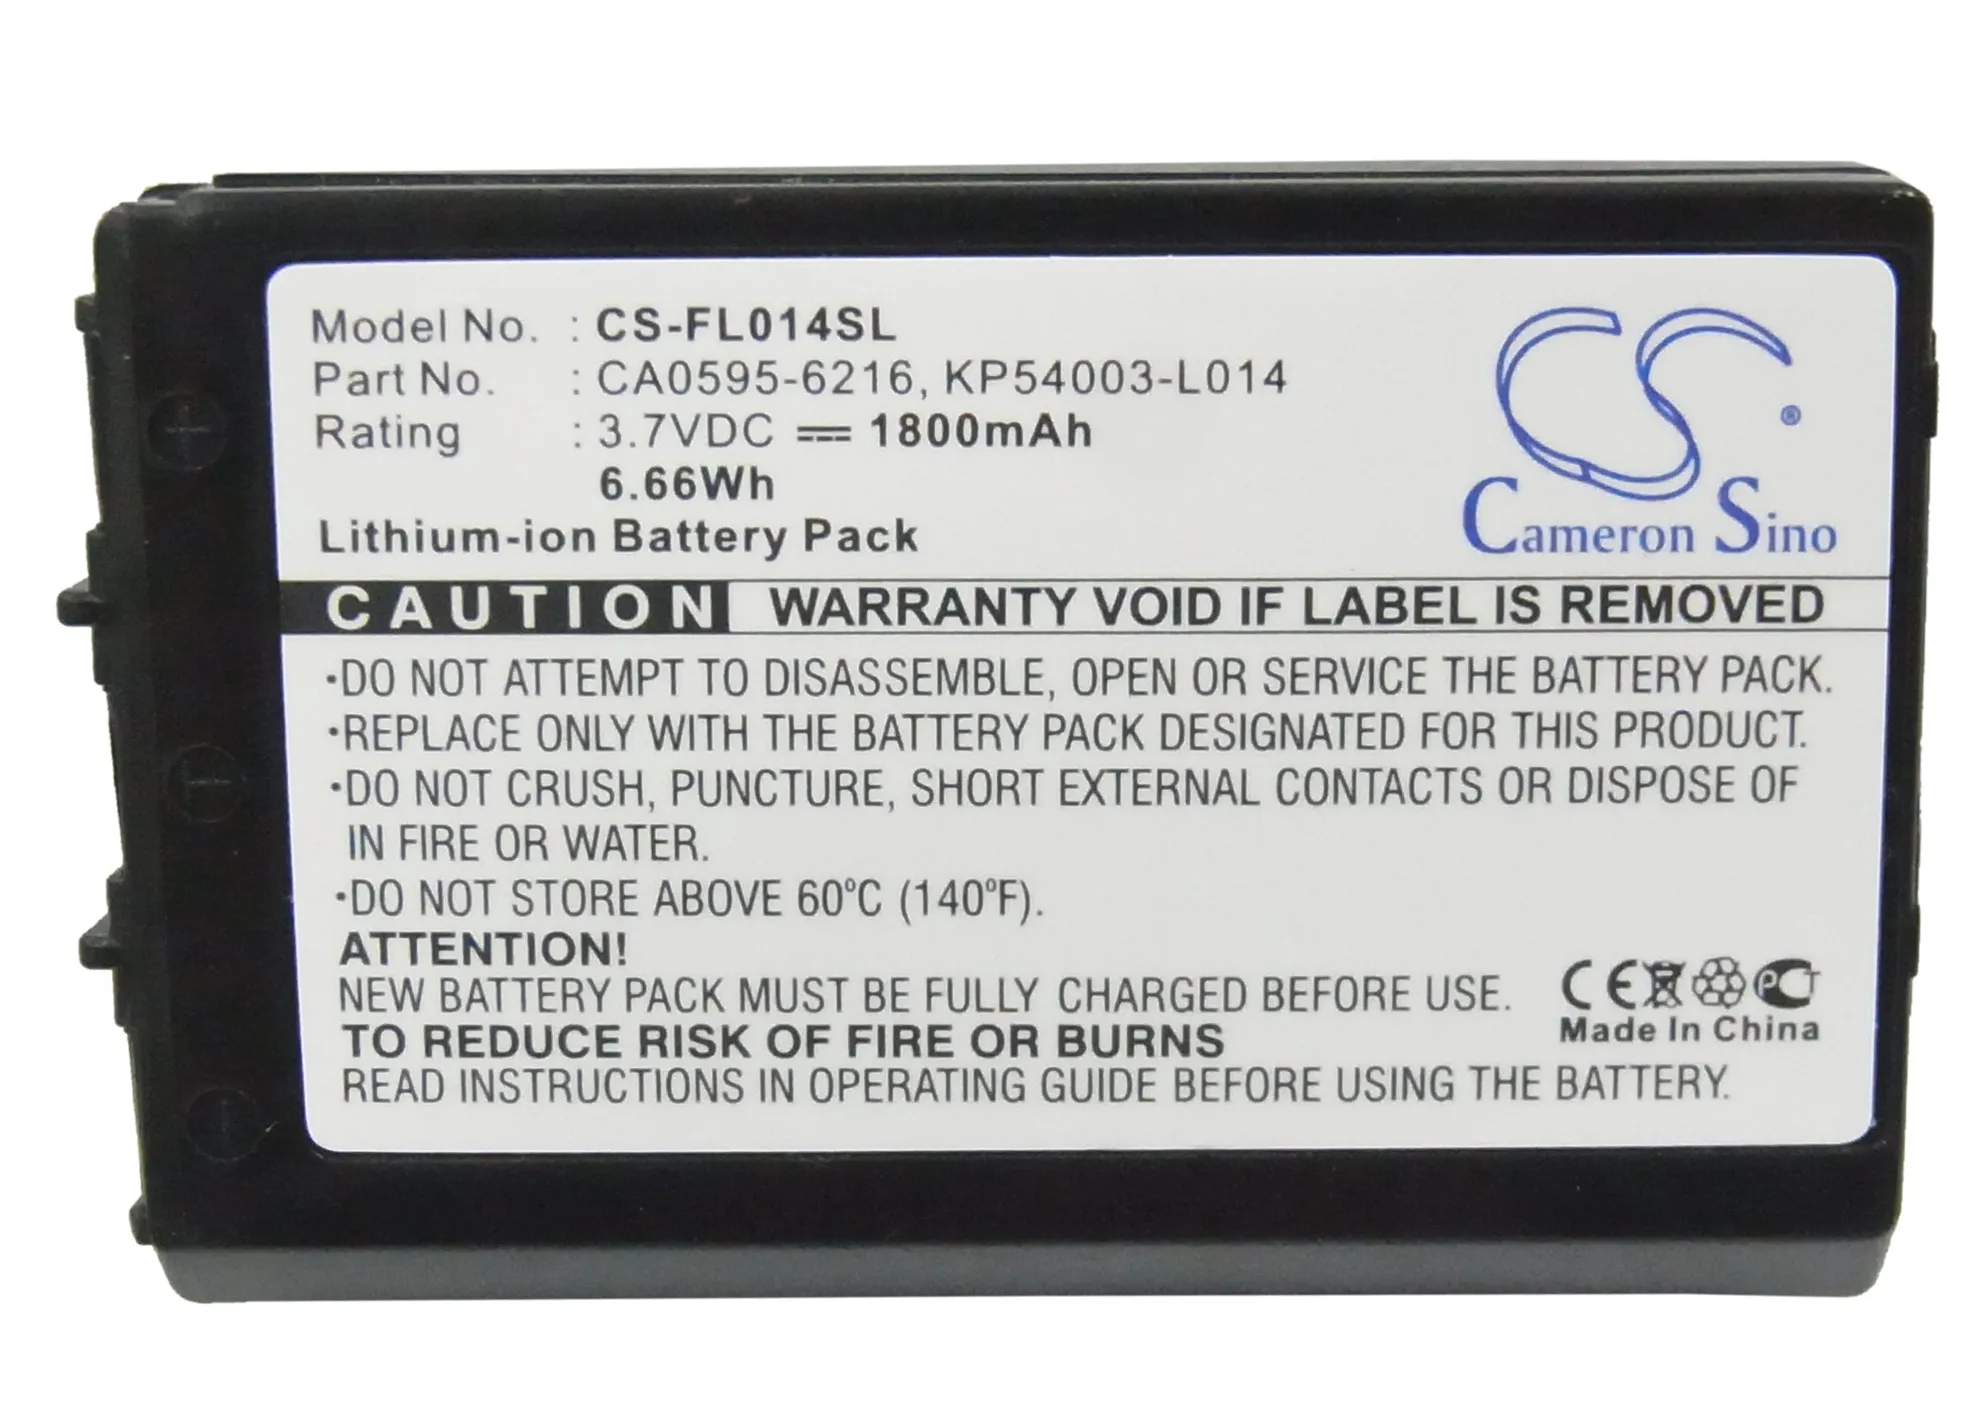 Model No. : CS-FL014SL
Part No. : CA0595-6216, KP54003-L014
Rating : 3.7VDC ⎓ 1800mAh
6.66Wh
Lithium-ion Battery Pack
CS ®
Cameron Sino
CAUTION WARRANTY VOID IF LABEL IS REMOVED
·DO NOT ATTEMPT TO DISASSEMBLE, OPEN OR SERVICE THE BATTERY PACK.
·REPLACE ONLY WITH THE BATTERY PACK DESIGNATED FOR THIS PRODUCT.
·DO NOT CRUSH, PUNCTURE, SHORT EXTERNAL CONTACTS OR DISPOSE OF
IN FIRE OR WATER.
·DO NOT STORE ABOVE 60°C (140°F).
ATTENTION!
NEW BATTERY PACK MUST BE FULLY CHARGED BEFORE USE.
TO REDUCE RISK OF FIRE OR BURNS
READ INSTRUCTIONS IN OPERATING GUIDE BEFORE USING THE BATTERY.
CE PCT
Made In China